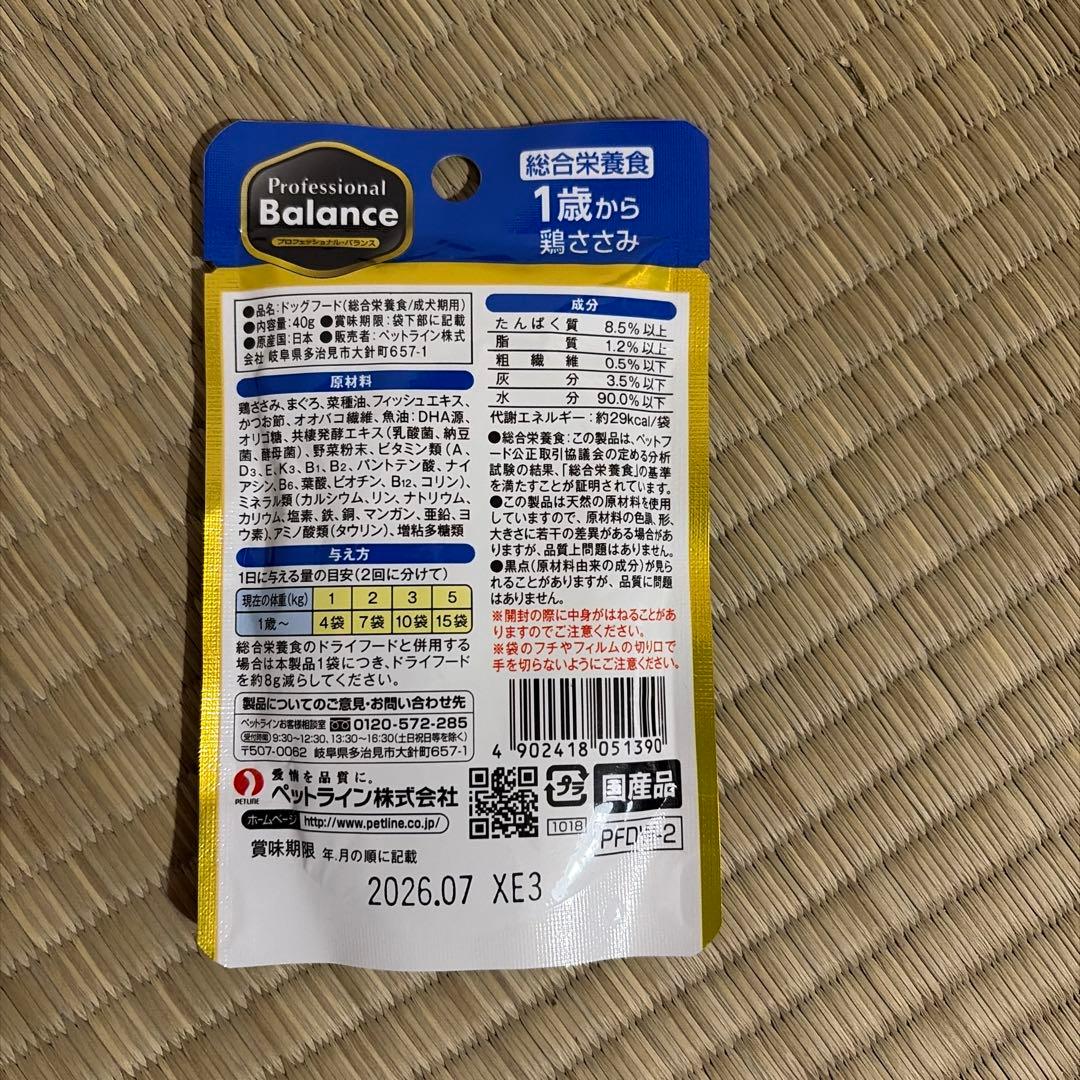 Professional
Balance
プロフェッショナル・バランス
総合栄養食
1歳から
鶏ささみ
●品名:ドッグフード(総合栄養食/成犬期用)
●内容量:40g ●賞味期限:袋下部に記載
●原産国:日本 ●販売者:ペットライン株式
会社 岐阜県多治見市大針町657-1
原材料
鶏ささみ、まぐろ、菜種油、フィッシュエキス、
かつお節、オオバコ繊維、魚油:DHA源、
オリゴ糖、共棲発酵エキス(乳酸菌、納豆
菌、酵母菌)、野菜粉末、ビタミン類(A、
D3、E、K3、B1、B2、パントテン酸、ナイ
アシン、B6、葉酸、ビオチン、B12、コリン)、
ミネラル類(カルシウム、リン、ナトリウム、
カリウム、塩素、鉄、銅、マンガン、亜鉛、ヨ
ウ素)、アミノ酸類(タウリン)、増粘多糖類
与え方
1日に与える量の目安(2回に分けて)
現在の体重(kg) 1 2 3 5
1歳〜 4袋 7袋 10袋 15袋
総合栄養食のドライフードと併用する
場合は本製品1袋につき、ドライフード
を約8g減らしてください。
製品についてのご意見・お問い合わせ先
ペットラインお客様相談室 0120-572-285
受付時間 9:30〜12:30、13:30〜16:30(土日祝日等を除く)
〒507-0062 岐阜県多治見市大針町657-1
PETLINE
愛情を品質に。
ペットライン株式会社
ホームページ http://www.petline.co.jp/
賞味期限 年.月の順に記載
2026.07 XE3
成分
たんぱく質 8.5%以上
脂質 1.2%以上
粗繊維 0.5%以下
灰分 3.5%以下
水分 90.0%以下
代謝エネルギー:約29kcal/袋
●総合栄養食:この製品は、ペットフ
ード公正取引協議会の定める分析
試験の結果、「総合栄養食」の基準
を満たすことが証明されています。
●この製品は天然の原材料を使用
していますので、原材料の色調、形、
大きさに若干の差異がある場合があ
りますが、品質上問題はありません。
●黒点(原材料由来の成分)が見ら
れることがありますが、品質に問題
はありません。
※開封の際に中身がはねることがあ
りますのでご注意ください。
※袋のフチやフィルムの切り口で
手を切らないようにご注意ください。
4 902418 051390
プラ
国産品
1018